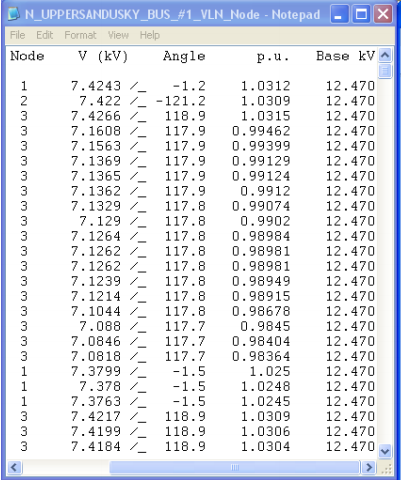 N_UPPERSANDUSKY_BUS_#1_VLN_Node - Notepad
File Edit Format View Help
Node V (kV) Angle p.u. Base kV
1 7.4243 /_ -1.2 1.0312 12.470
2 7.422 /_ -121.2 1.0309 12.470
3 7.4266 /_ 118.9 1.0315 12.470
3 7.1608 /_ 117.9 0.99462 12.470
3 7.1563 /_ 117.9 0.99399 12.470
3 7.1369 /_ 117.9 0.99129 12.470
3 7.1365 /_ 117.9 0.99124 12.470
3 7.1362 /_ 117.9 0.9912 12.470
3 7.1329 /_ 117.8 0.99074 12.470
3 7.129 /_ 117.8 0.9902 12.470
3 7.1264 /_ 117.8 0.98984 12.470
3 7.1262 /_ 117.8 0.98981 12.470
3 7.1262 /_ 117.8 0.98981 12.470
3 7.1239 /_ 117.8 0.98949 12.470
3 7.1214 /_ 117.8 0.98915 12.470
3 7.1044 /_ 117.8 0.98678 12.470
3 7.088 /_ 117.7 0.9845 12.470
3 7.0846 /_ 117.7 0.98404 12.470
3 7.0818 /_ 117.7 0.98364 12.470
1 7.3799 /_ -1.5 1.025 12.470
1 7.378 /_ -1.5 1.0248 12.470
1 7.3763 /_ -1.5 1.0245 12.470
3 7.4217 /_ 118.9 1.0309 12.470
3 7.4199 /_ 118.9 1.0306 12.470
3 7.4184 /_ 118.9 1.0304 12.470